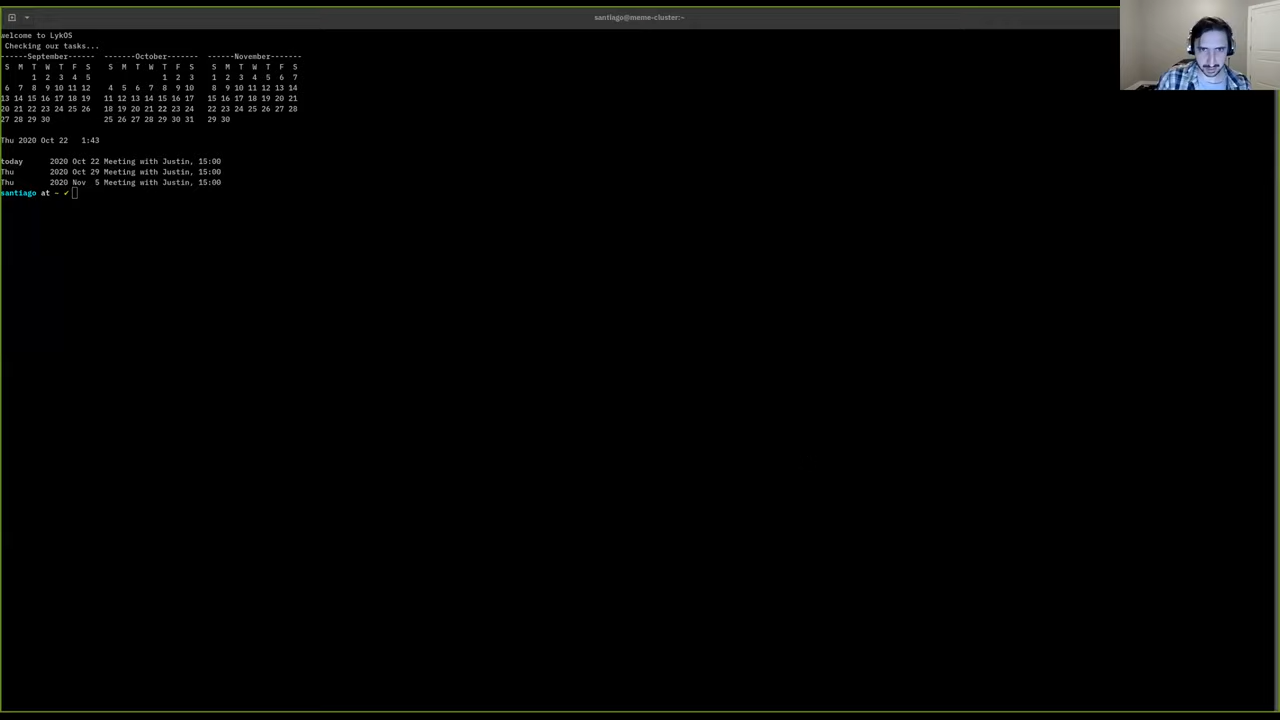 santiago@meme-cluster:~
welcome to LykOS
Checking our tasks...
------September------  -------October-------  ------November-------
S  M  T  W  T  F  S   S  M  T  W  T  F  S   S  M  T  W  T  F  S
1  2  3  4  5   1  2  3   1  2  3  4  5  6  7
6  7  8  9 10 11 12   4  5  6  7  8  9 10   8  9 10 11 12 13 14
13 14 15 16 17 18 19  11 12 13 14 15 16 17  15 16 17 18 19 20 21
20 21 22 23 24 25 26  18 19 20 21 22 23 24  22 23 24 25 26 27 28
27 28 29 30  25 26 27 28 29 30 31  29 30
Thu 2020 Oct 22  1:43
today  2020 Oct 22 Meeting with Justin, 15:00
Thu  2020 Oct 29 Meeting with Justin, 15:00
Thu  2020 Nov  5 Meeting with Justin, 15:00
santiago at ~ ✔